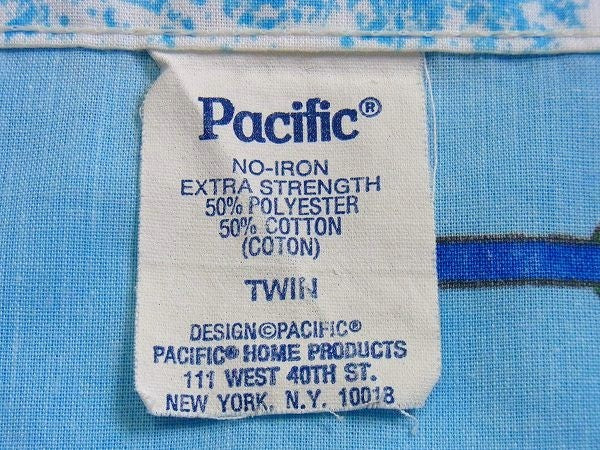 Pacific®
NO-IRON
EXTRA STRENGTH
50% POLYESTER
50% COTTON
(COTON)
TWIN
DESIGN©PACIFIC®
PACIFIC® HOME PRODUCTS
111 WEST 40TH ST.
NEW YORK, N.Y. 10018